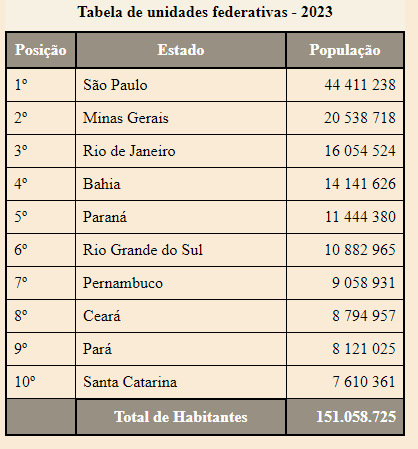 Tabela de unidades federativas - 2023
Posição Estado População
1º São Paulo 44 411 238
2º Minas Gerais 20 538 718
3º Rio de Janeiro 16 054 524
4º Bahia 14 141 626
5º Paraná 11 444 380
6º Rio Grande do Sul 10 882 965
7º Pernambuco 9 058 931
8º Ceará 8 794 957
9º Pará 8 121 025
10º Santa Catarina 7 610 361
Total de Habitantes 151.058.725